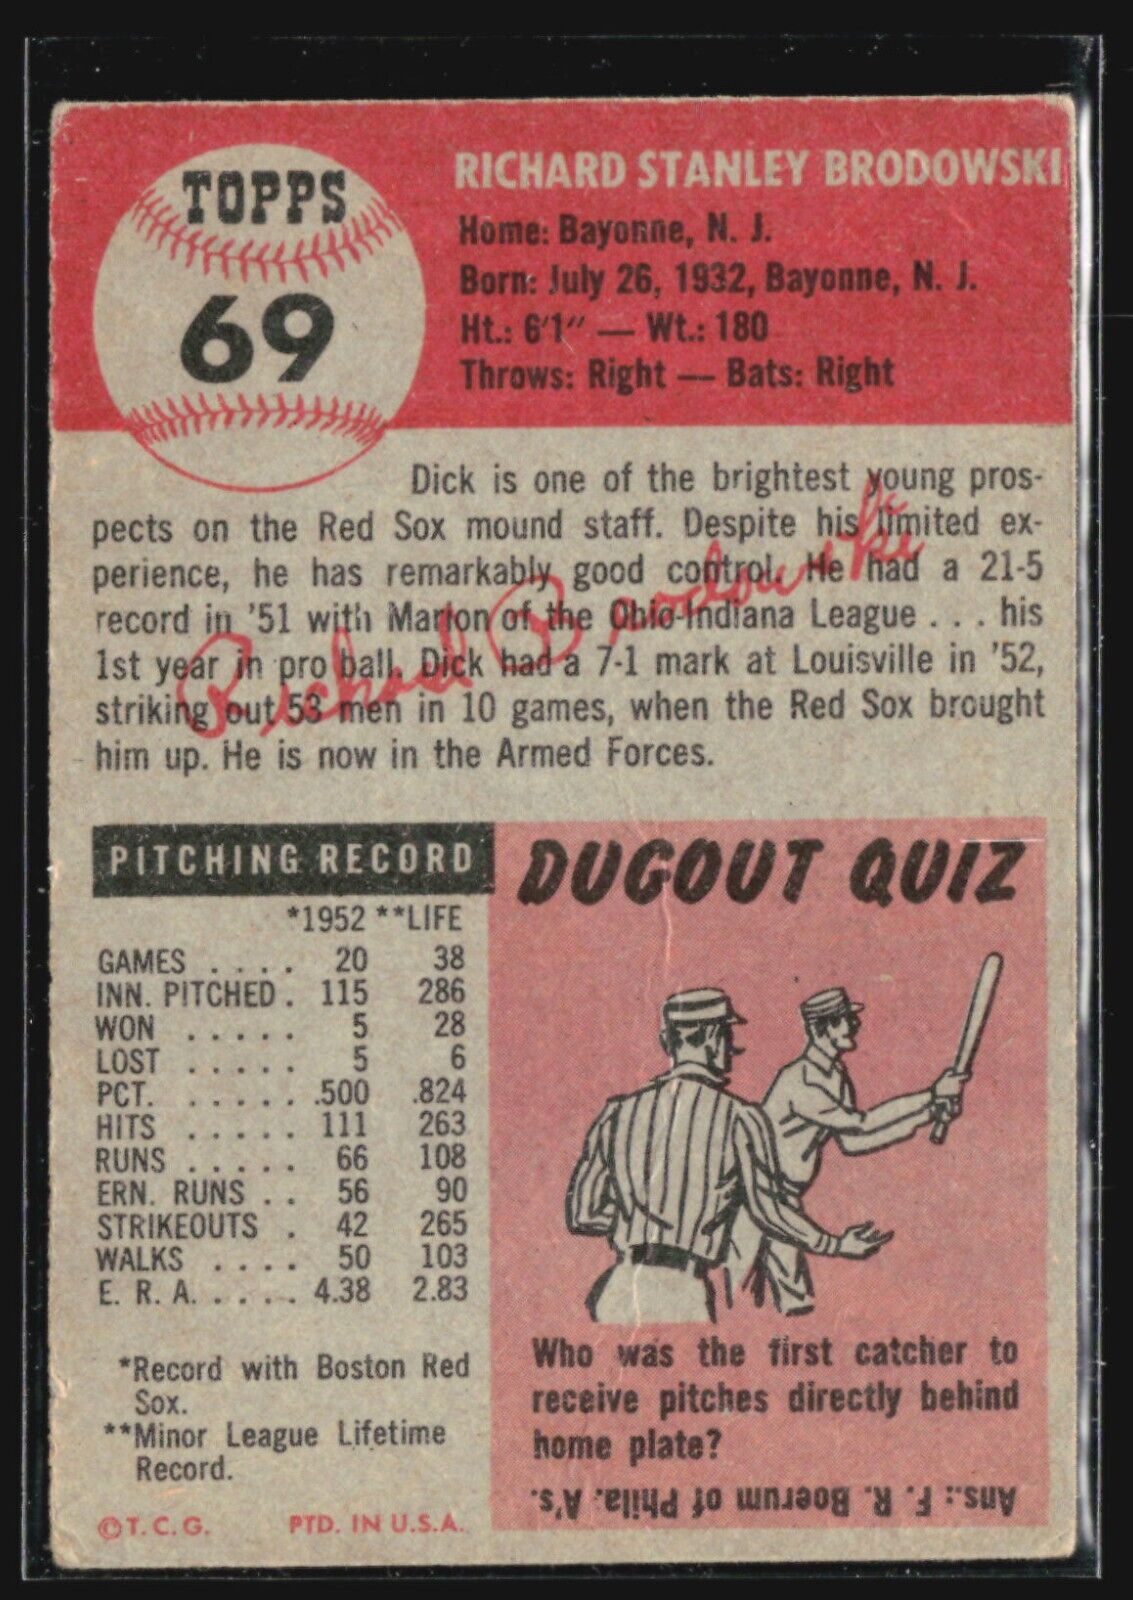 TOPPS
69
RICHARD STANLEY BRODOWSKI
Home: Bayonne, N. J.
Born: July 26, 1932, Bayonne, N. J.
Ht.: 6'1" — Wt.: 180
Throws: Right — Bats: Right
Dick is one of the brightest young pros-
pects on the Red Sox mound staff. Despite his limited ex-
perience, he has remarkably good control. He had a 21-5
record in '51 with Marion of the Ohio-Indiana League . . . his
1st year in pro ball. Dick had a 7-1 mark at Louisville in '52,
striking out 53 men in 10 games, when the Red Sox brought
him up. He is now in the Armed Forces.
Richard Brodowski
PITCHING RECORD
*1952 **LIFE
GAMES . . . . 20 38
INN. PITCHED . 115 286
WON . . . . . 5 28
LOST . . . . . 5 6
PCT. . . . . . .500 .824
HITS . . . . . 111 263
RUNS . . . . . 66 108
ERN. RUNS . . 56 90
STRIKEOUTS . 42 265
WALKS . . . . 50 103
E. R. A. . . . . 4.38 2.83
*Record with Boston Red
Sox.
**Minor League Lifetime
Record.
©T. C. G. PTD. IN U.S.A.
DUGOUT QUIZ
Who was the first catcher to
receive pitches directly behind
home plate?
Ans.: F. R. Boerum of Phila. A's.